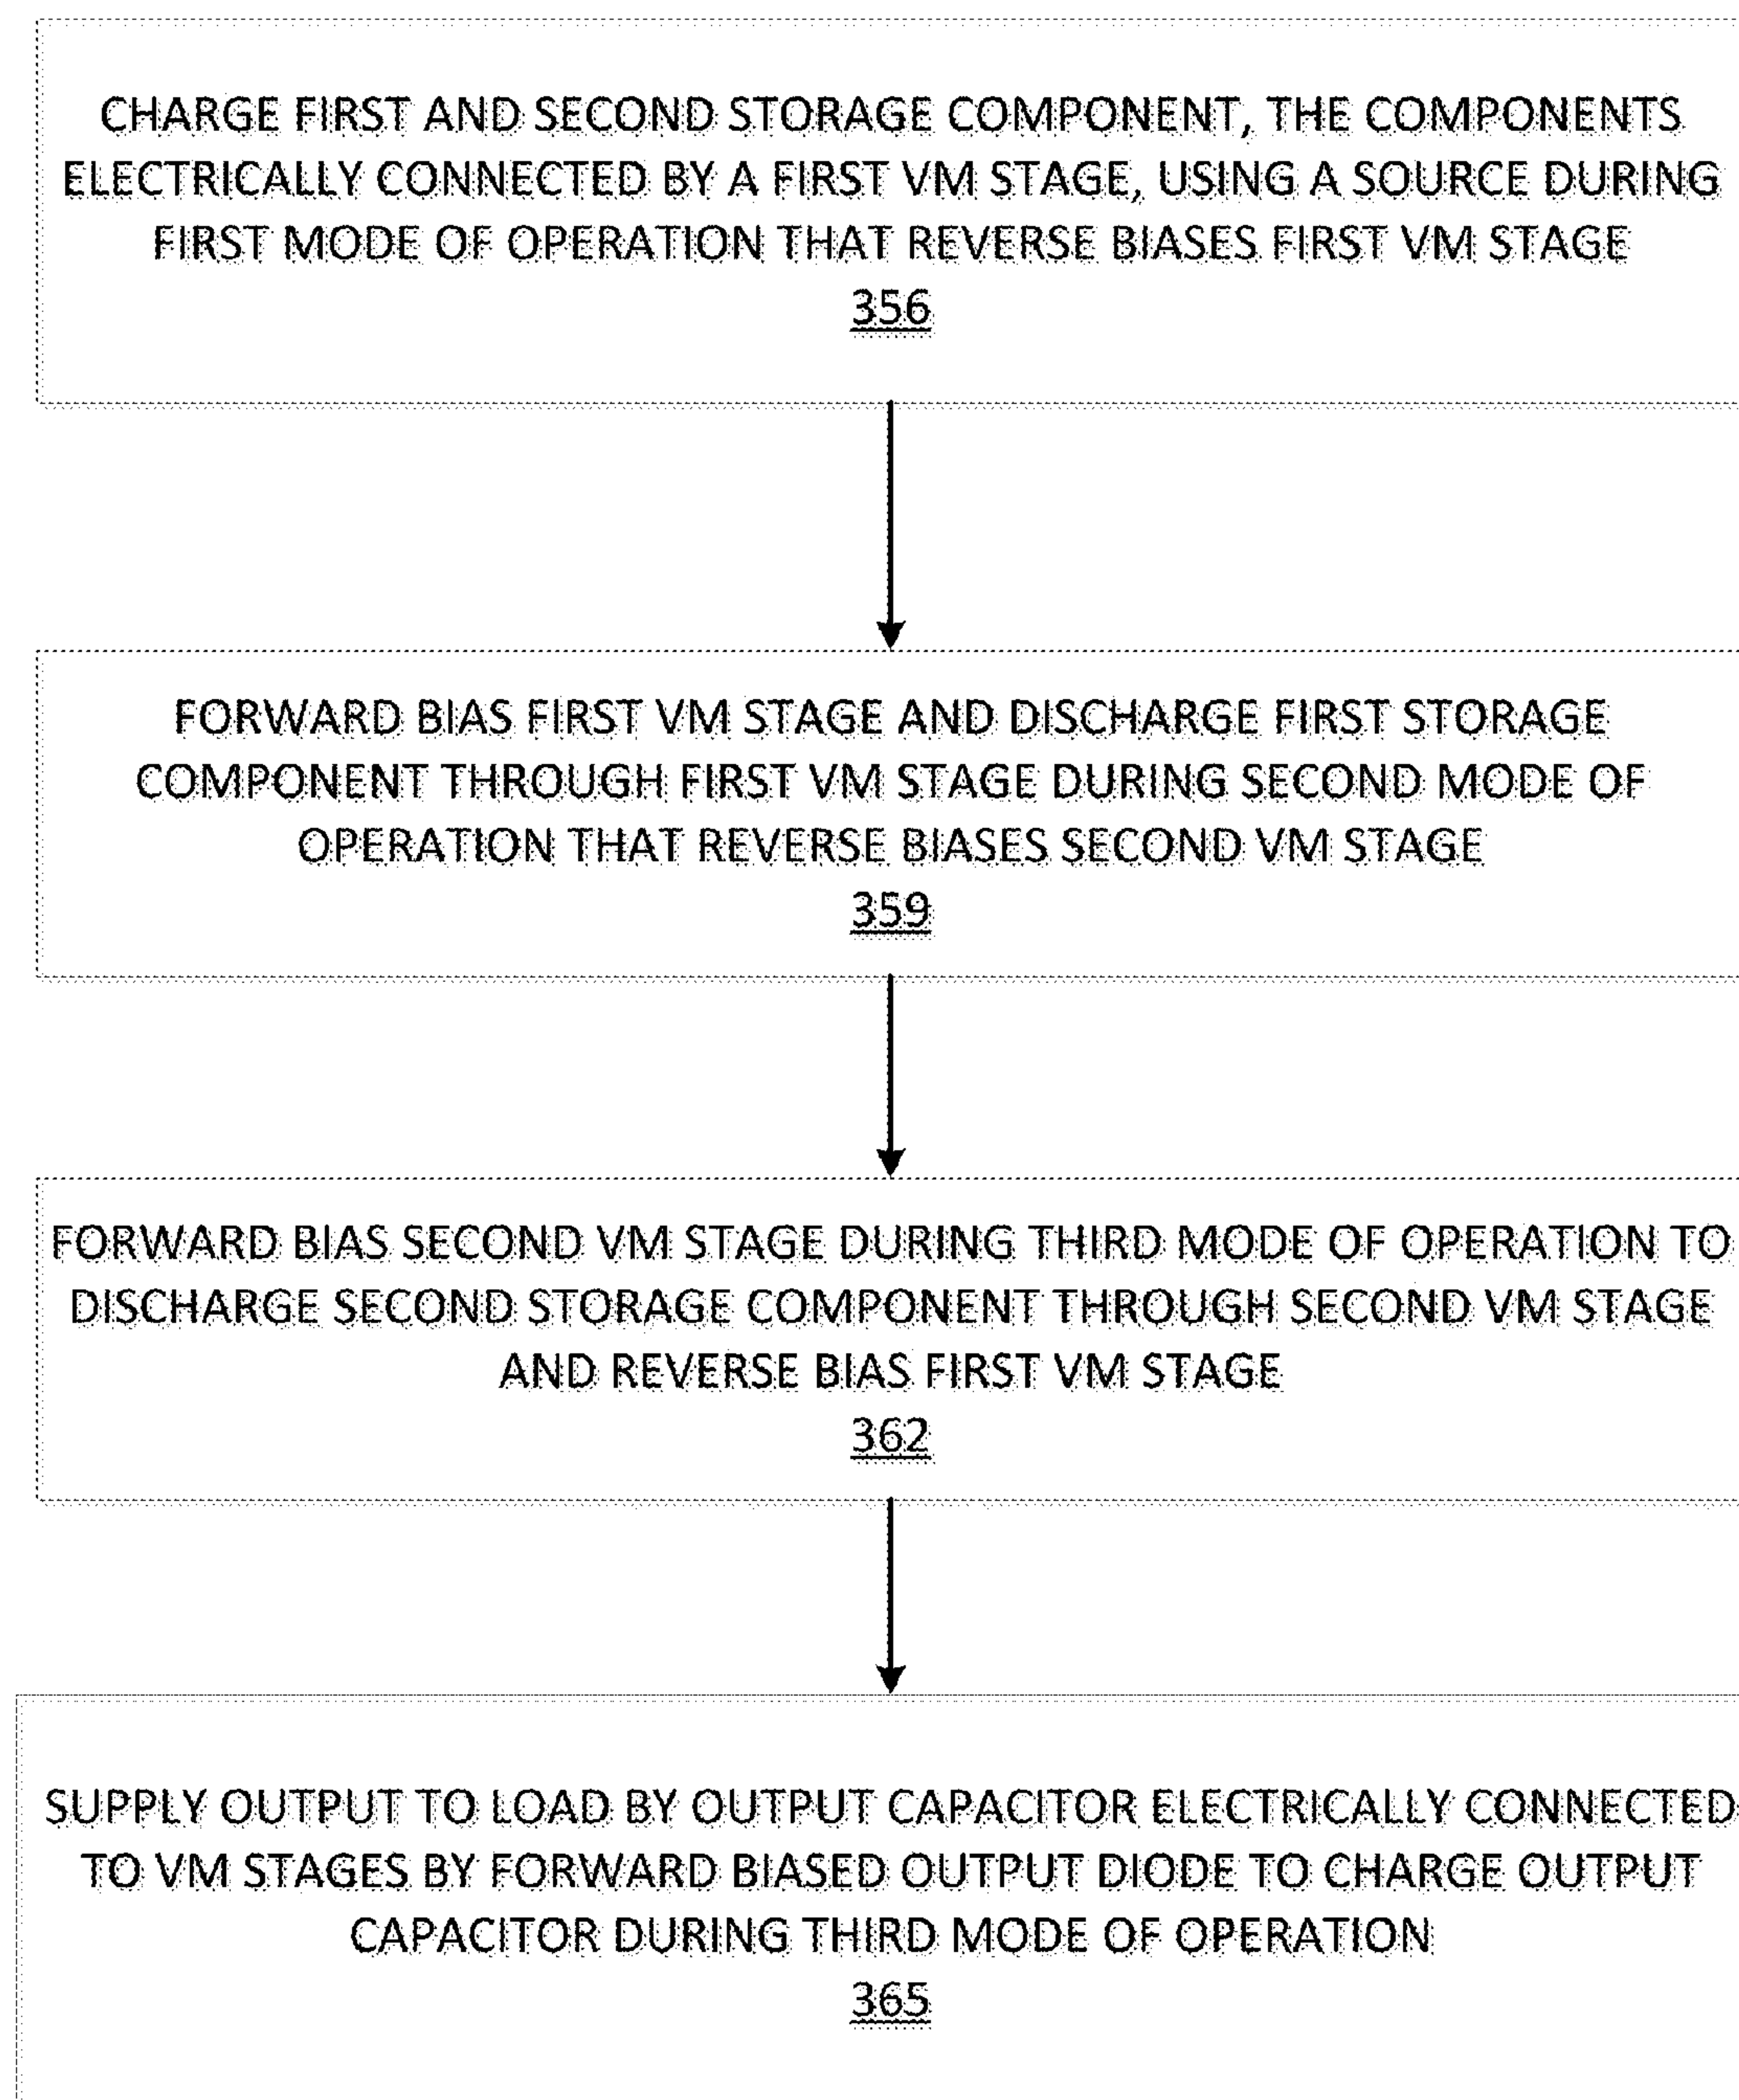 CHARGE FIRST AND SECOND STORAGE COMPONENT, THE COMPONENTS
ELECTRICALLY CONNECTED BY A FIRST VM STAGE, USING A SOURCE DURING
FIRST MODE OF OPERATION THAT REVERSE BIASES FIRST VM STAGE
356
FORWARD BIAS FIRST VM STAGE AND DISCHARGE FIRST STORAGE
COMPONENT THROUGH FIRST VM STAGE DURING SECOND MODE OF
OPERATION THAT REVERSE BIASES SECOND VM STAGE
359
FORWARD BIAS SECOND VM STAGE DURING THIRD MODE OF OPERATION TO
DISCHARGE SECOND STORAGE COMPONENT THROUGH SECOND VM STAGE
AND REVERSE BIAS FIRST VM STAGE
362
SUPPLY OUTPUT TO LOAD BY OUTPUT CAPACITOR ELECTRICALLY CONNECTED
TO VM STAGES BY FORWARD BIASED OUTPUT DIODE TO CHARGE OUTPUT
CAPACITOR DURING THIRD MODE OF OPERATION
365